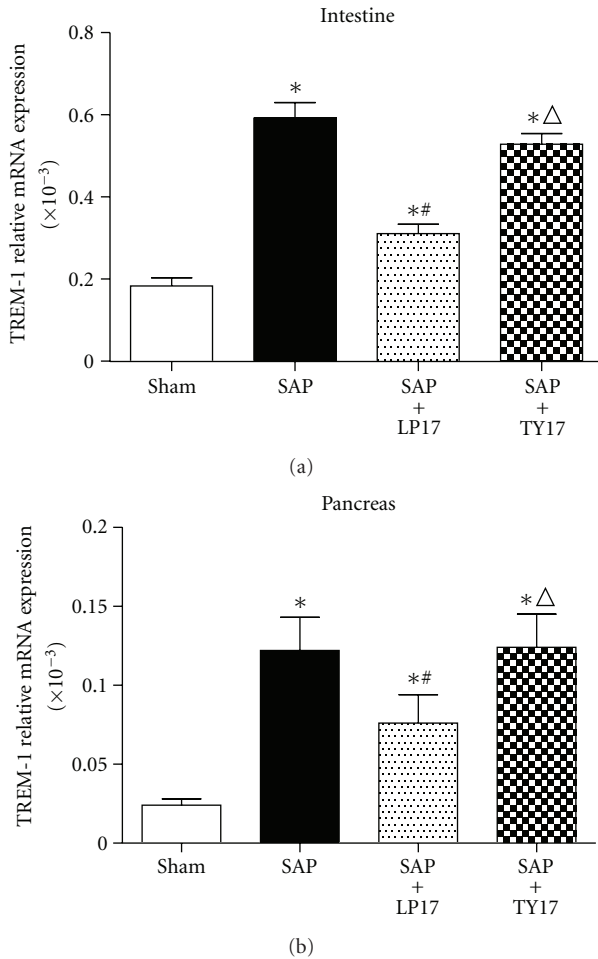 Intestine
TREM-1 relative mRNA expression
(×10⁻³)
0.8
0.6
0.4
0.2
0
*
*#
*△
Sham
SAP
SAP
+
LP17
SAP
+
TY17
(a)
Pancreas
TREM-1 relative mRNA expression
(×10⁻³)
0.2
0.15
0.1
0.05
0
*
*#
*△
Sham
SAP
SAP
+
LP17
SAP
+
TY17
(b)